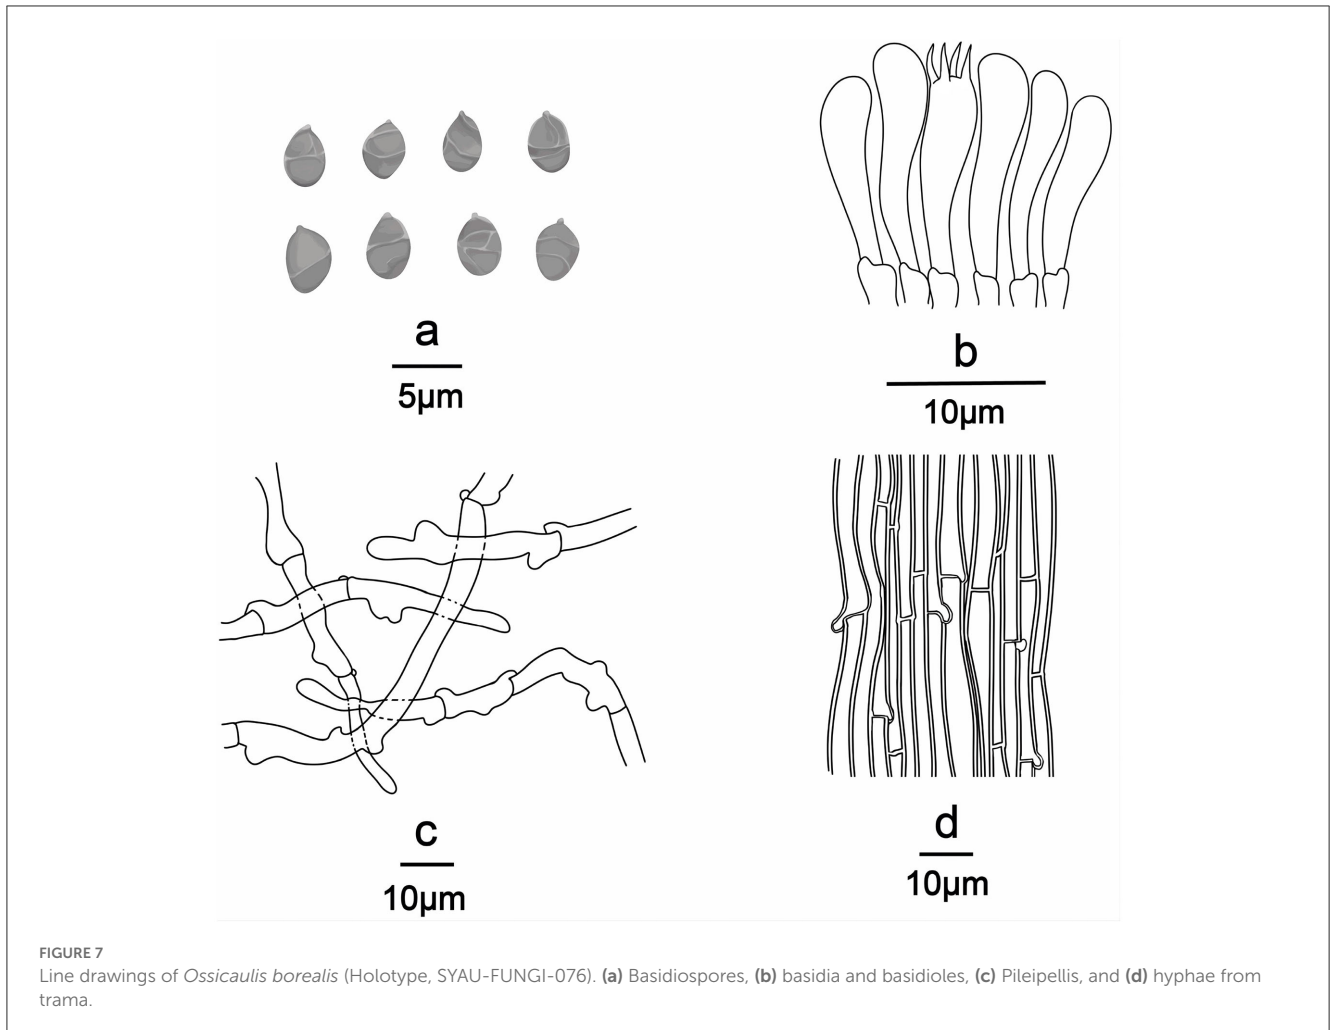 a
5μm
b
10μm
c
10μm
d
10μm
FIGURE 7
Line drawings of Ossicaulis borealis (Holotype, SYAU-FUNGI-076). (a) Basidiospores, (b) basidia and basidioles, (c) Pileipellis, and (d) hyphae from
trama.